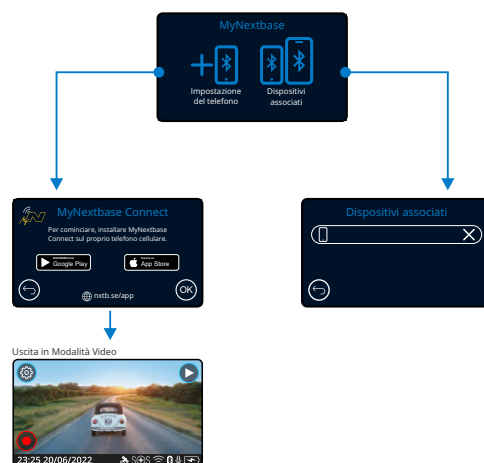 MyNextbase
Impostazione
del telefono
Dispositivi
associati
MyNextbase Connect
Per cominciare, installare MyNextbase
Connect sul proprio telefono cellulare.
Google Play
App Store
nxtb.se/app
OK
Dispositivi associati
Uscita in Modalità Video
23:25 20/06/2022
SOS